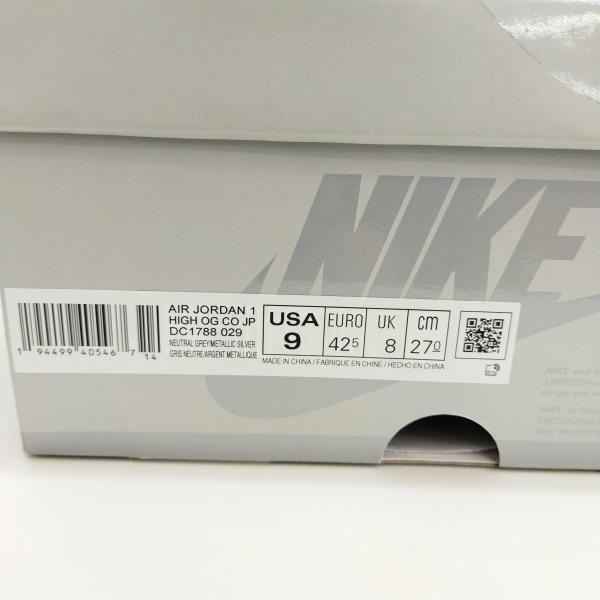 NIKE
AIR JORDAN 1
HIGH OG CO JP
DC1788 029
NEUTRAL GREY/METALLIC SILVER
GRIS NEUTRE/ARGENT METALLIQUE
1 94499 40546 7 14
USA
9
EURO
42 5
UK
8
cm
27 0
MADE IN CHINA / FABRIQUE EN CHINE / HECHO EN CHINA